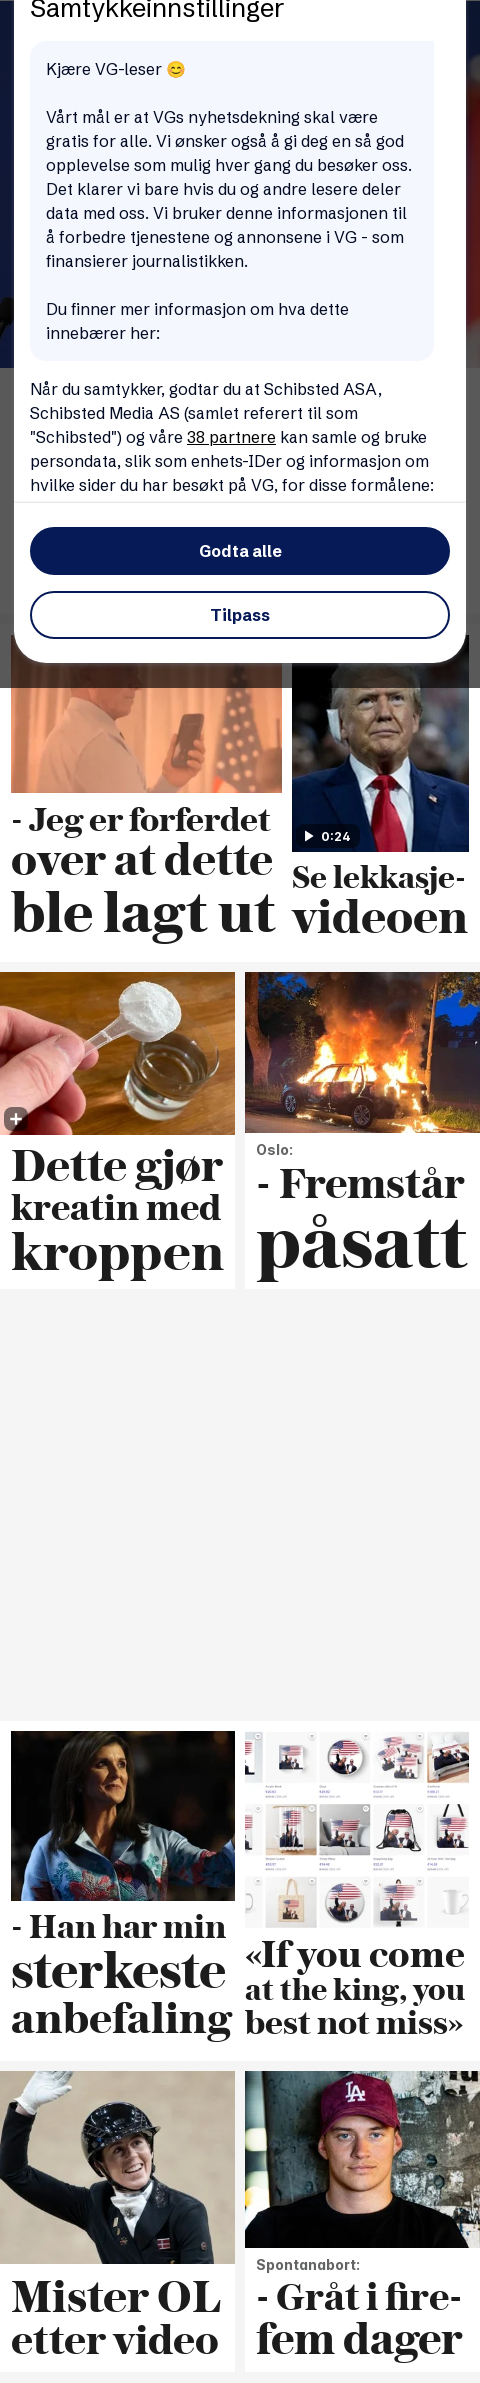 Samtykkeinnstillinger
Kjære VG-leser 😊
Vårt mål er at VGs nyhetsdekning skal være
gratis for alle. Vi ønsker også å gi deg en så god
opplevelse som mulig hver gang du besøker oss.
Det klarer vi bare hvis du og andre lesere deler
data med oss. Vi bruker denne informasjonen til
å forbedre tjenestene og annonsene i VG - som
finansierer journalistikken.
Du finner mer informasjon om hva dette
innebærer her:
Når du samtykker, godtar du at Schibsted ASA,
Schibsted Media AS (samlet referert til som
"Schibsted") og våre 38 partnere kan samle og bruke
persondata, slik som enhets-IDer og informasjon om
hvilke sider du har besøkt på VG, for disse formålene:
Godta alle
Tilpass
- Jeg er forferdet
over at dette
ble lagt ut
0:24
Se lekkasje-
videoen
Dette gjør
kreatin med
kroppen
Oslo:
- Fremstår
påsatt
- Han har min
sterkeste
anbefaling
«If you come
at the king, you
best not miss»
Mister OL
etter video
LA
Spontanabort:
- Gråt i fire-
fem dager